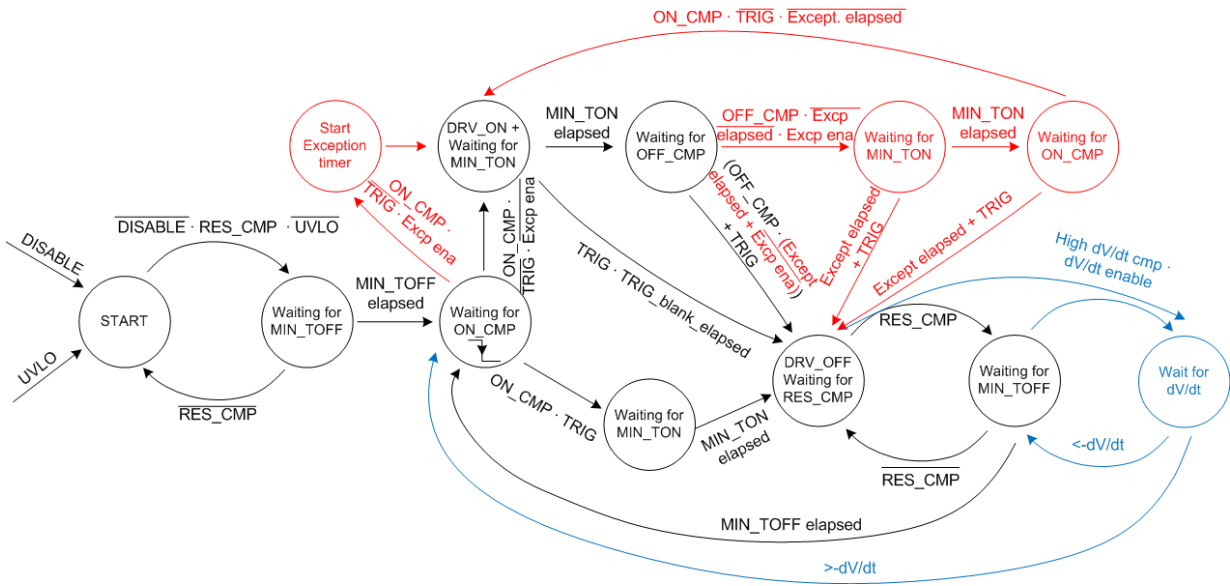 ON_CMP · TRIG · Except. elapsed
Start
Exception
timer
DRV_ON +
Waiting for
MIN_TON
MIN_TON
elapsed
Waiting for
OFF_CMP
OFF_CMP · Excp
elapsed · Excp ena
Waiting for
MIN_TON
MIN_TON
elapsed
Waiting for
ON_CMP
ON_CMP ·
TRIG · Excp ena
ON_CMP ·
TRIG · Excp ena
(OFF_CMP · (Except
elapsed + Excp ena))
+ TRIG
Except elapsed
+ TRIG
Except elapsed + TRIG
DISABLE · RES_CMP · UVLO
DISABLE
UVLO
START
Waiting for
MIN_TOFF
RES_CMP
MIN_TOFF
elapsed
Waiting for
ON_CMP
TRIG · TRIG_blank_elapsed
High dV/dt cmp ·
dV/dt enable
RES_CMP
DRV_OFF
Waiting for
RES_CMP
Waiting for
MIN_TOFF
Wait for
dV/dt
ON_CMP · TRIG
Waiting for
MIN_TON
MIN_TON
elapsed
<-dV/dt
RES_CMP
MIN_TOFF elapsed
>-dV/dt